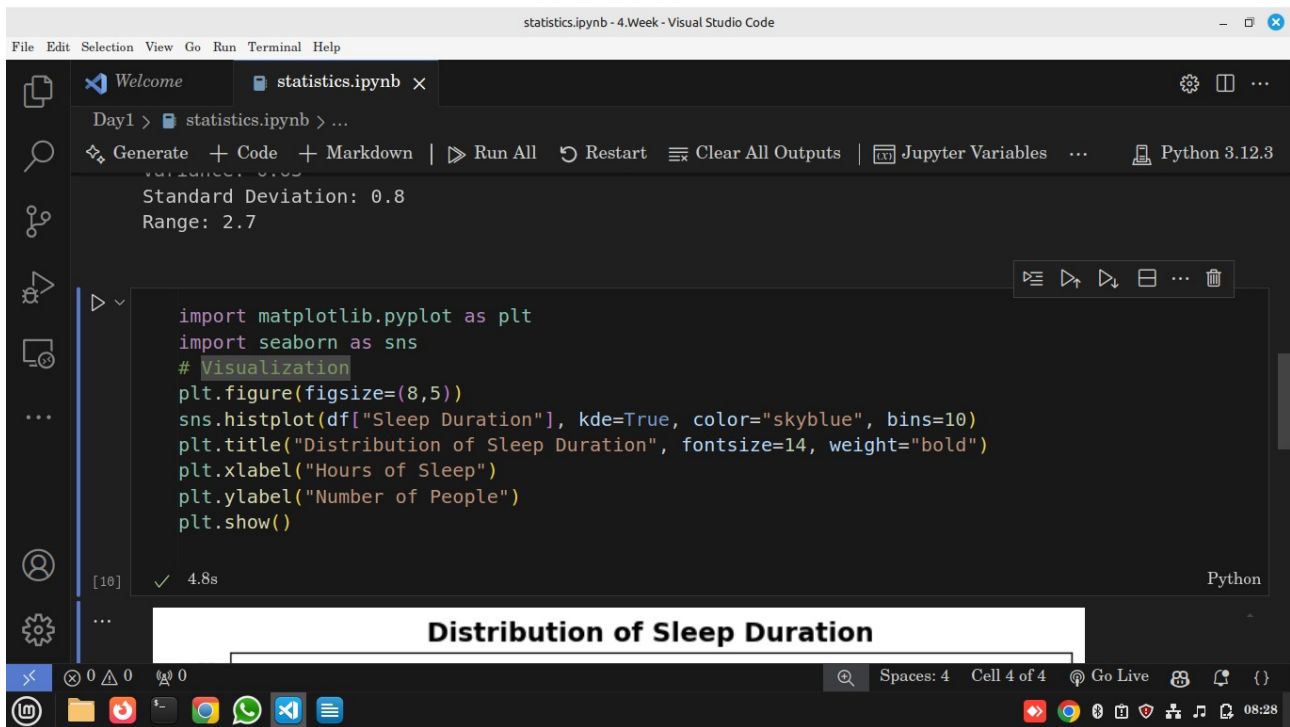 statistics.ipynb - 4.Week - Visual Studio Code
File Edit Selection View Go Run Terminal Help
Welcome statistics.ipynb
Day1 > statistics.ipynb > ...
Generate + Code + Markdown | Run All Restart Clear All Outputs | Jupyter Variables ... Python 3.12.3
Standard Deviation: 0.8
Range: 2.7
import matplotlib.pyplot as plt
import seaborn as sns
# Visualization
plt.figure(figsize=(8,5))
sns.histplot(df["Sleep Duration"], kde=True, color="skyblue", bins=10)
plt.title("Distribution of Sleep Duration", fontsize=14, weight="bold")
plt.xlabel("Hours of Sleep")
plt.ylabel("Number of People")
plt.show()
[10] ✓ 4.8s Python
Distribution of Sleep Duration
0 0 0 Spaces: 4 Cell 4 of 4 Go Live {}
08:28